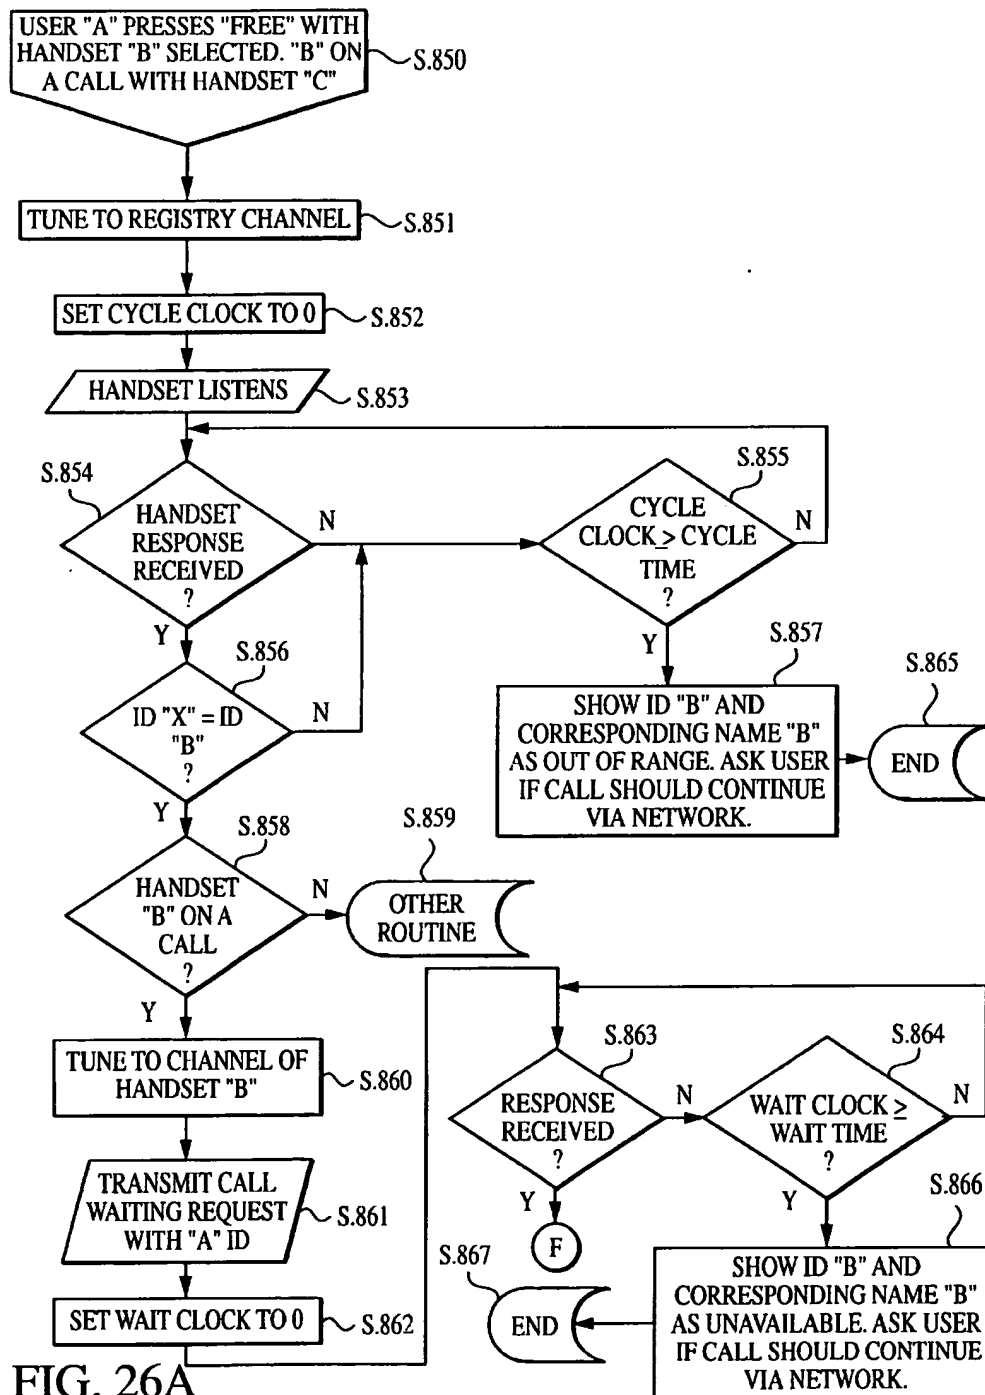 USER "A" PRESSES "FREE" WITH
HANDSET "B" SELECTED. "B" ON
A CALL WITH HANDSET "C"
S.850
TUNE TO REGISTRY CHANNEL
S.851
SET CYCLE CLOCK TO 0
S.852
HANDSET LISTENS
S.853
S.854
HANDSET
RESPONSE
RECEIVED
?
N
Y
S.855
CYCLE
CLOCK ≥ CYCLE
TIME
?
N
Y
S.856
ID "X" = ID
"B"
?
N
Y
S.857
SHOW ID "B" AND
CORRESPONDING NAME "B"
AS OUT OF RANGE. ASK USER
IF CALL SHOULD CONTINUE
VIA NETWORK.
S.865
END
S.858
HANDSET
"B" ON A
CALL
?
N
Y
S.859
OTHER
ROUTINE
TUNE TO CHANNEL OF
HANDSET "B"
S.860
TRANSMIT CALL
WAITING REQUEST
WITH "A" ID
S.861
SET WAIT CLOCK TO 0
S.862
S.863
RESPONSE
RECEIVED
?
N
Y
F
S.864
WAIT CLOCK ≥
WAIT TIME
?
N
Y
S.866
SHOW ID "B" AND
CORRESPONDING NAME "B"
AS UNAVAILABLE. ASK USER
IF CALL SHOULD CONTINUE
VIA NETWORK.
S.867
END
FIG. 26A